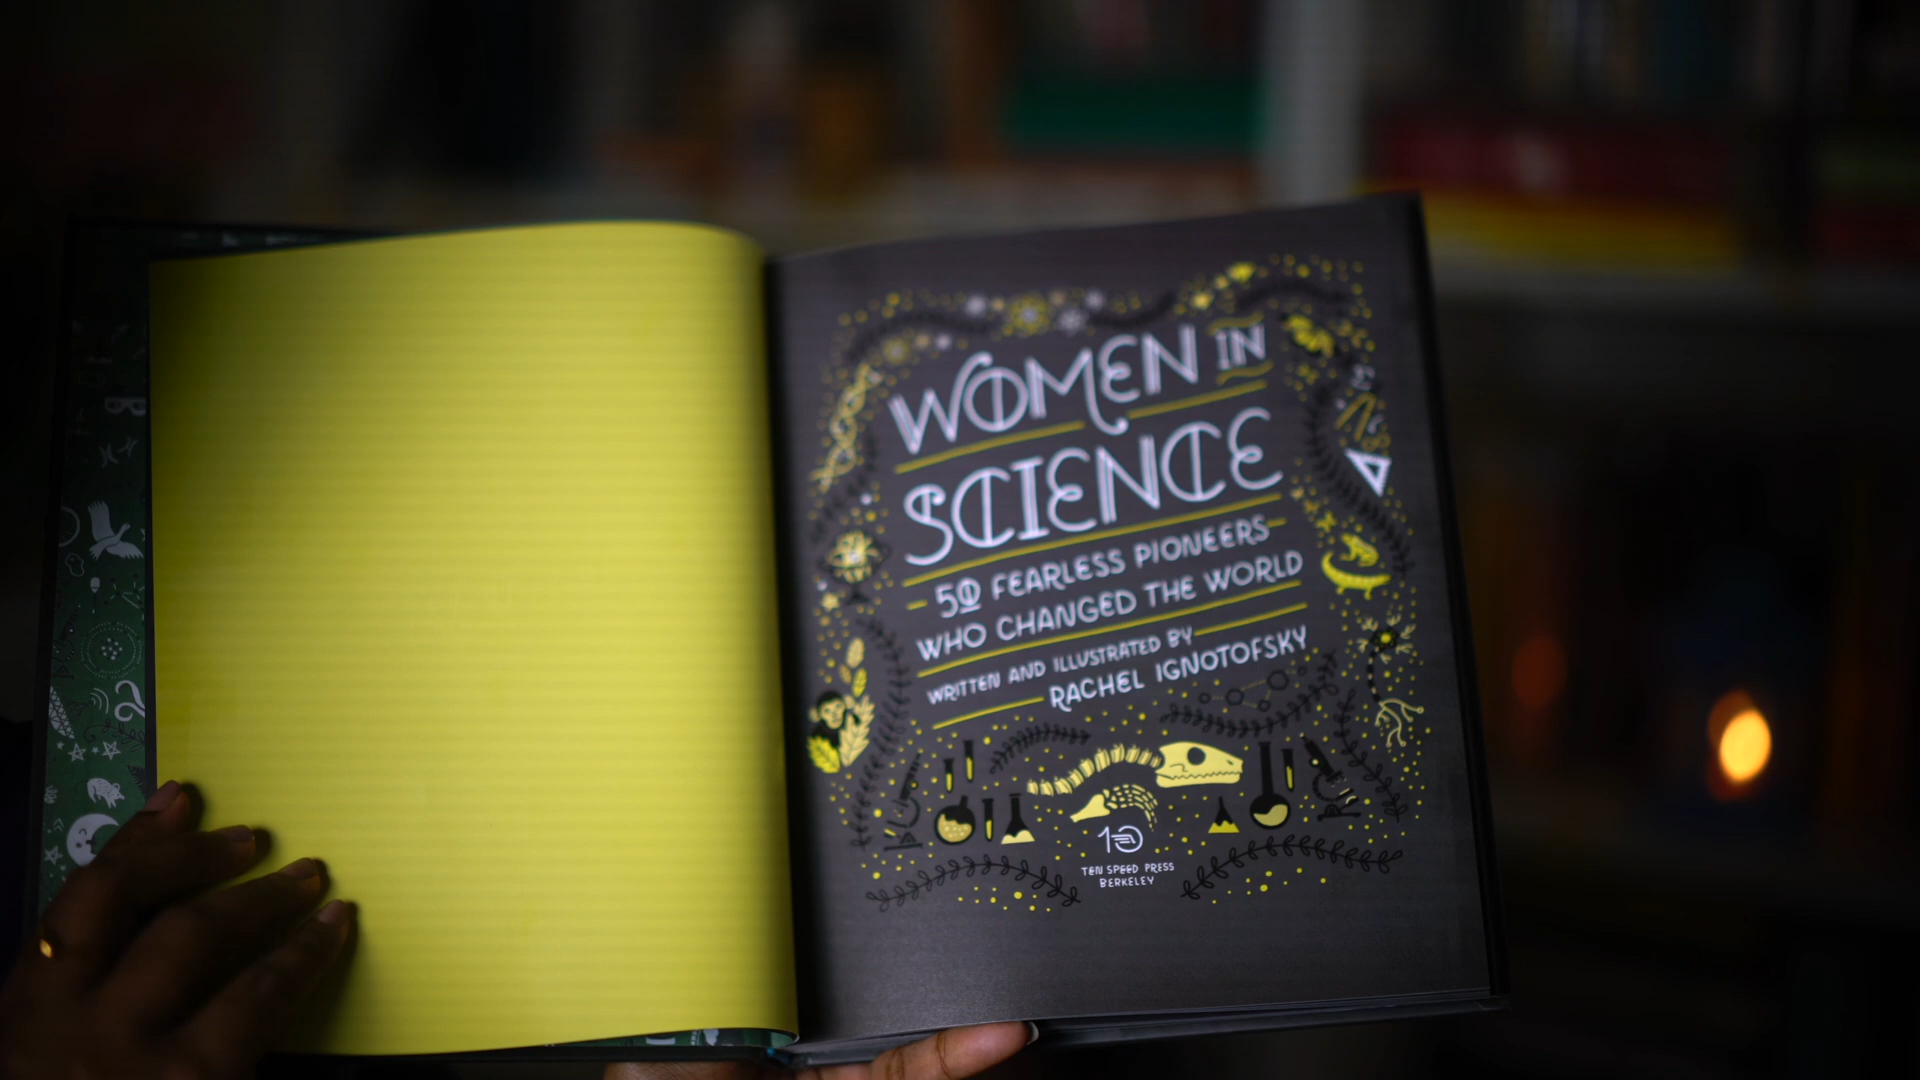 WOMEN IN
SCIENCE
50 FEARLESS PIONEERS
WHO CHANGED THE WORLD
WRITTEN AND ILLUSTRATED BY
RACHEL IGNOTOFSKY
10
TEN SPEED PRESS
BERKELEY